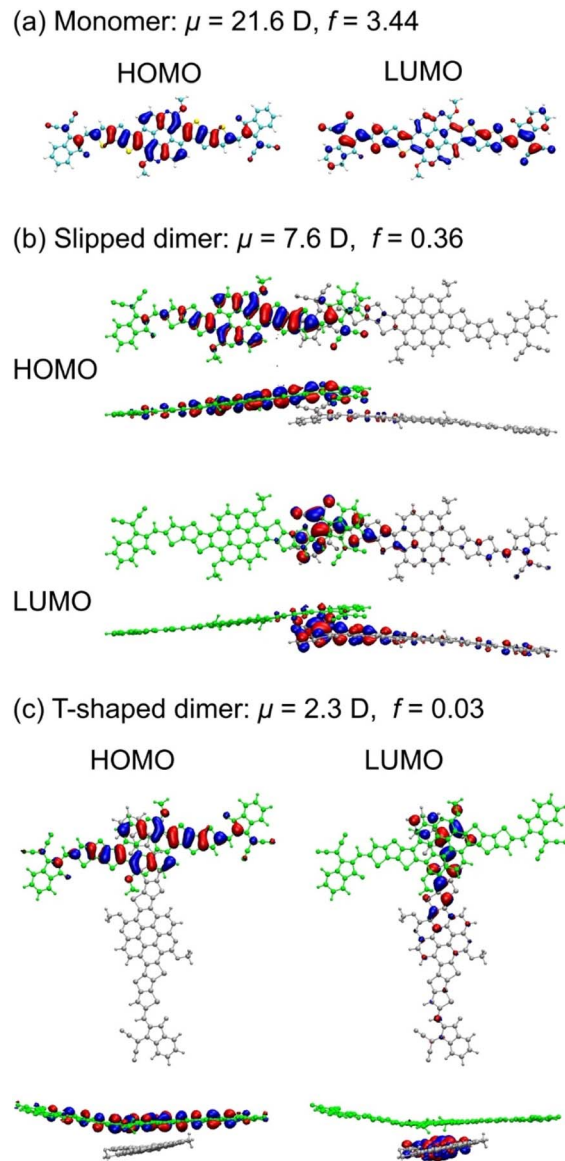 (a) Monomer: μ = 21.6 D, f = 3.44
HOMO LUMO
(b) Slipped dimer: μ = 7.6 D, f = 0.36
HOMO
LUMO
(c) T-shaped dimer: μ = 2.3 D, f = 0.03
HOMO LUMO